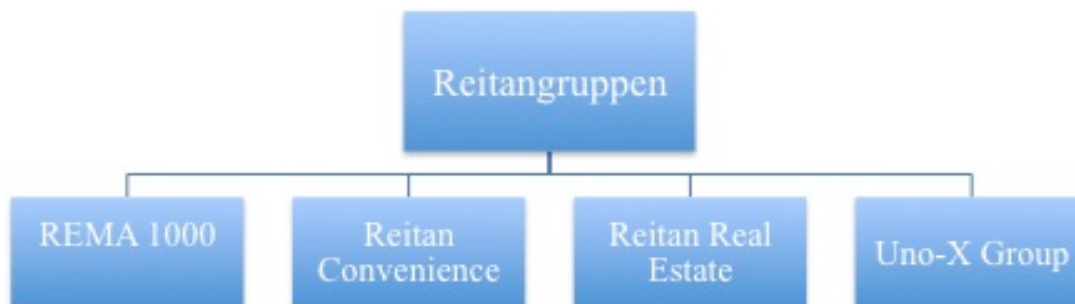 Reitangruppen
REMA 1000
Reitan
Convenience
Reitan Real
Estate
Uno-X Group